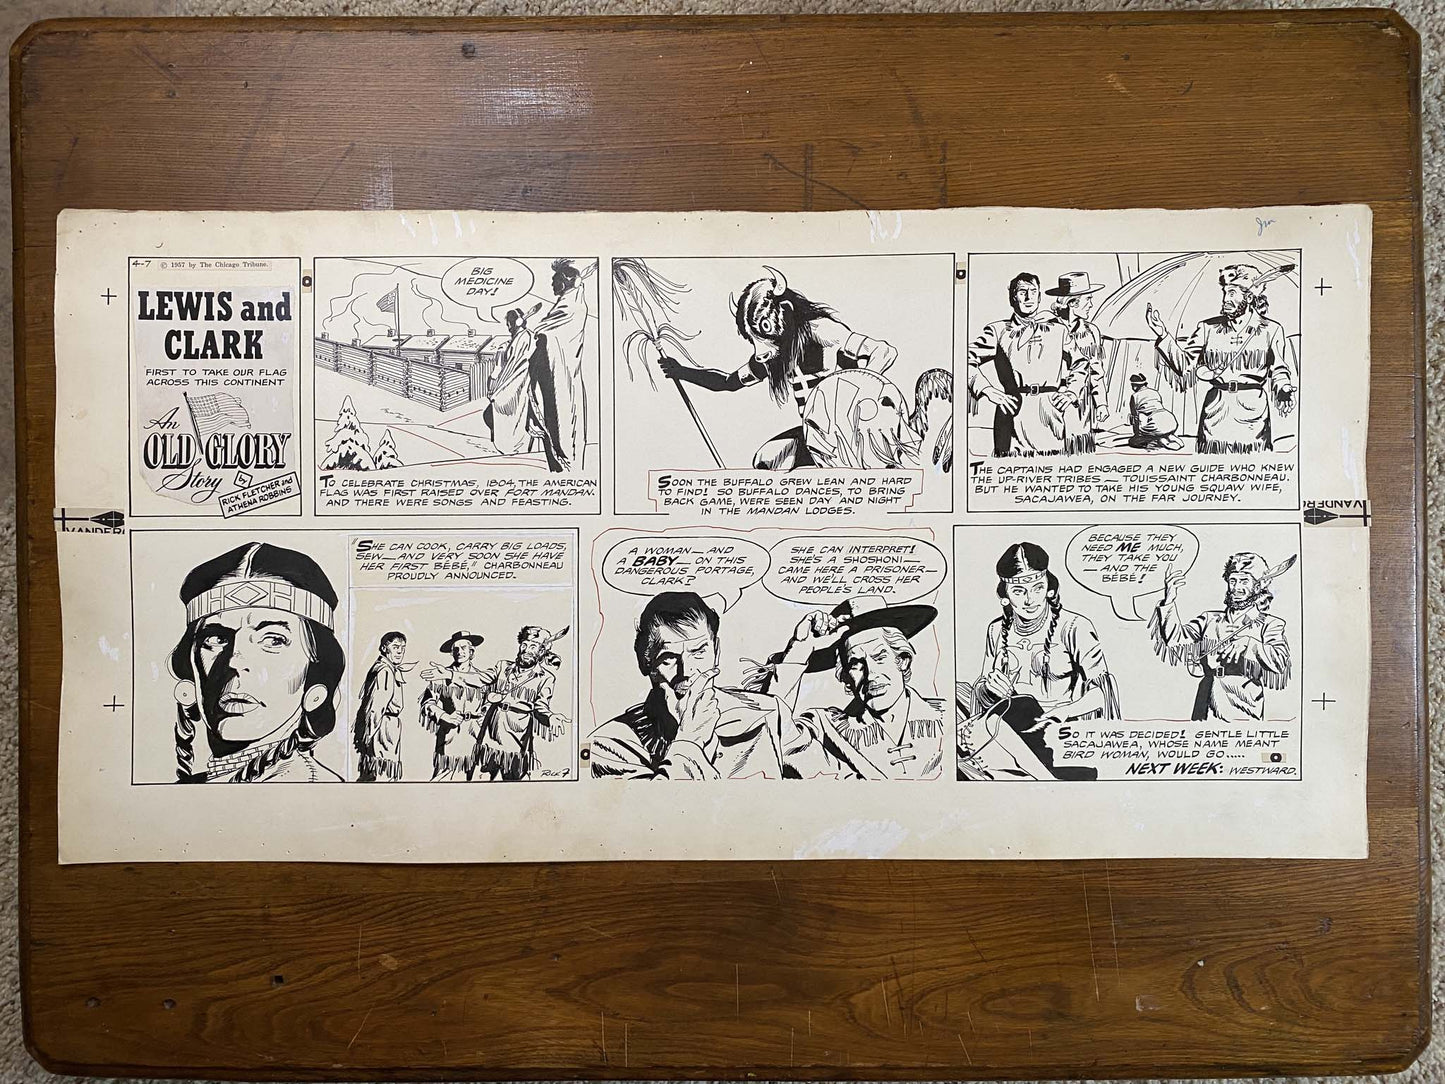 4-7 © 1957 by The Chicago Tribune.
LEWIS and
CLARK
FIRST TO TAKE OUR FLAG
ACROSS THIS CONTINENT
An
OLD GLORY
Story by
RICK FLETCHER and
ATHENA ROBBINS
BIG
MEDICINE
DAY!
TO CELEBRATE CHRISTMAS, 1804, THE AMERICAN
FLAG WAS FIRST RAISED OVER FORT MANDAN.
AND THERE WERE SONGS AND FEASTING.
SOON THE BUFFALO GREW LEAN AND HARD
TO FIND! SO BUFFALO DANCES, TO BRING
BACK GAME, WERE SEEN DAY AND NIGHT
IN THE MANDAN LODGES.
THE CAPTAINS HAD ENGAGED A NEW GUIDE WHO KNEW
THE UP-RIVER TRIBES — TOUISSAINT CHARBONNEAU.
BUT HE WANTED TO TAKE HIS YOUNG SQUAW WIFE,
SACAJAWEA, ON THE FAR JOURNEY.
"SHE CAN COOK, CARRY BIG LOADS,
SEW—AND VERY SOON SHE HAVE
HER FIRST BÉBÉ," CHARBONNEAU
PROUDLY ANNOUNCED.
RICK 7
A WOMAN—AND
A BABY—ON THIS
DANGEROUS PORTAGE,
CLARK?
SHE CAN INTERPRET!
SHE'S A SHOSHONI—
CAME HERE A PRISONER—
AND WE'LL CROSS HER
PEOPLE'S LAND.
BECAUSE THEY
NEED ME MUCH,
THEY TAKE YOU
—AND THE
BÉBÉ!
SO IT WAS DECIDED! GENTLE LITTLE
SACAJAWEA, WHOSE NAME MEANT
BIRD WOMAN, WOULD GO.....
NEXT WEEK: WESTWARD.